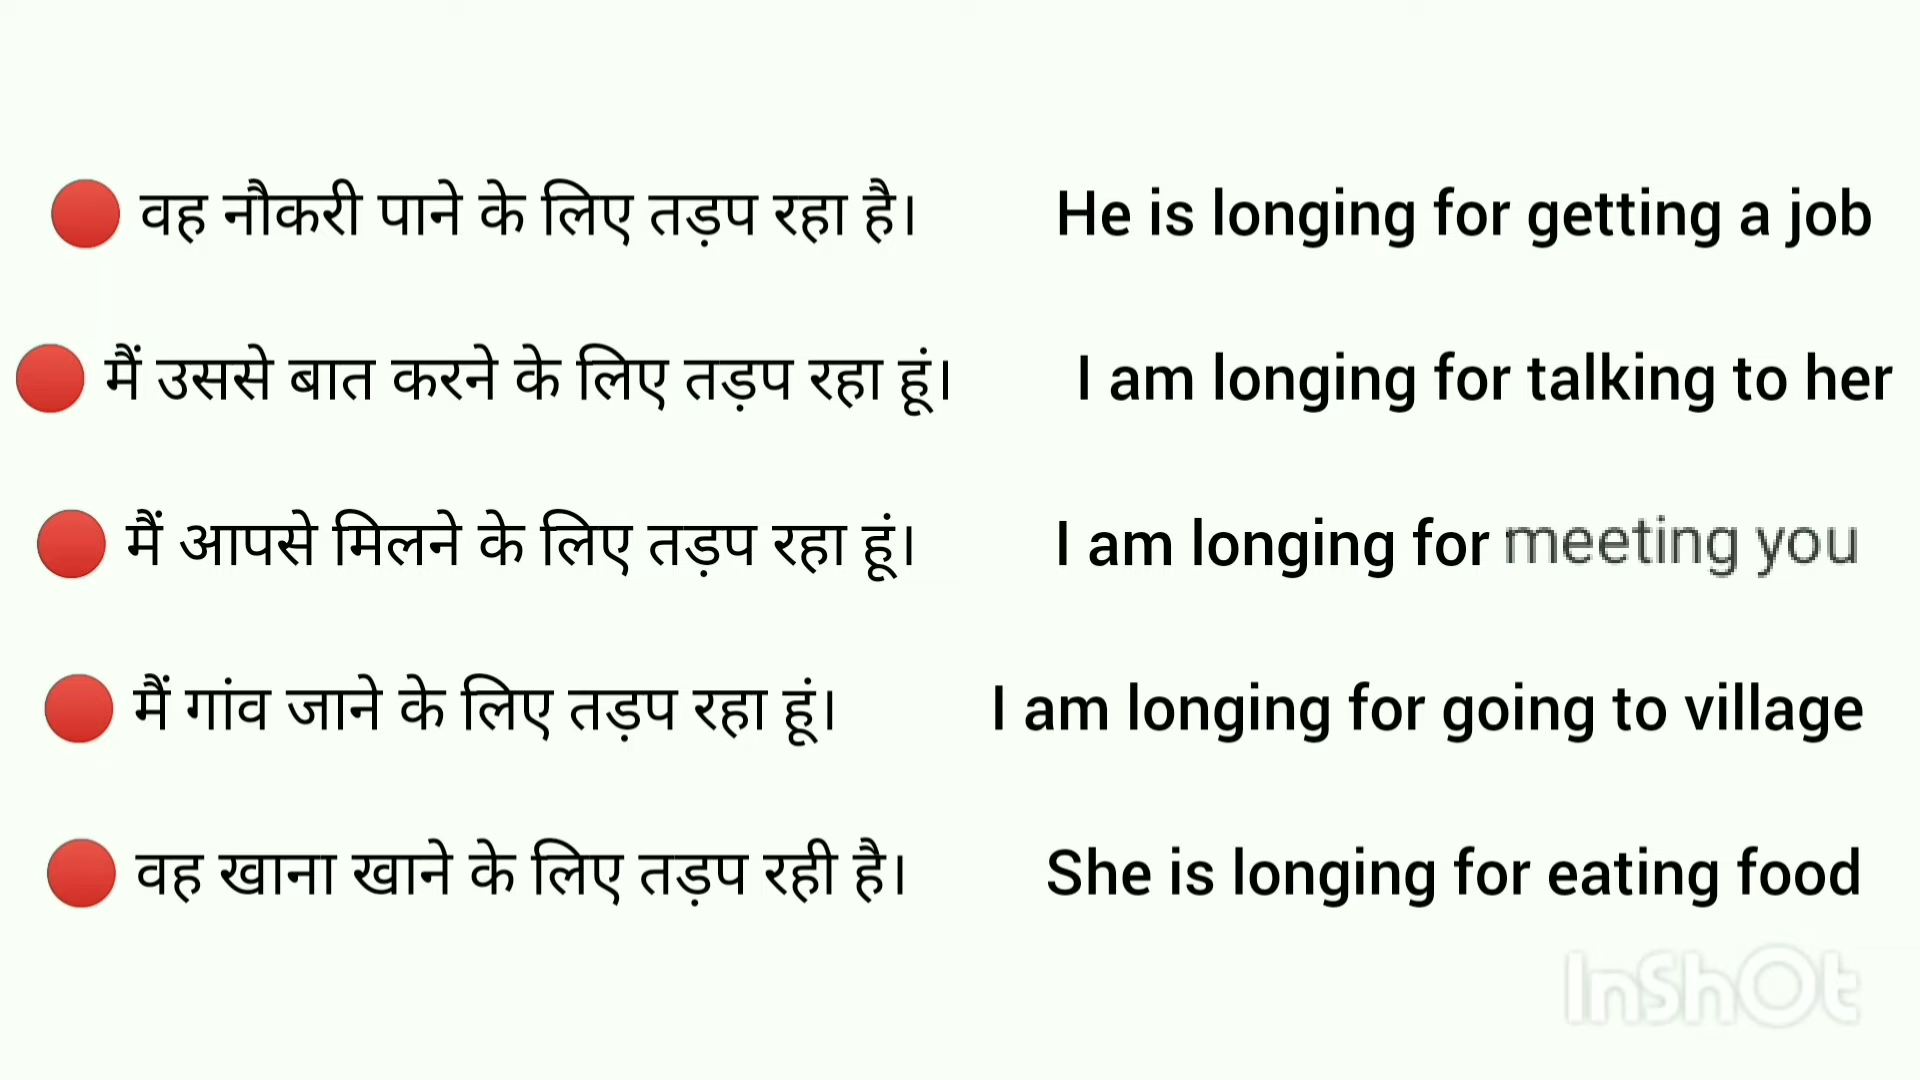 वह नौकरी पाने के लिए तड़प रहा है। He is longing for getting a job
मैं उससे बात करने के लिए तड़प रहा हूं। I am longing for talking to her
मैं आपसे मिलने के लिए तड़प रहा हूं। I am longing for meeting you
मैं गांव जाने के लिए तड़प रहा हूं। I am longing for going to village
वह खाना खाने के लिए तड़प रही है। She is longing for eating food
InShOt